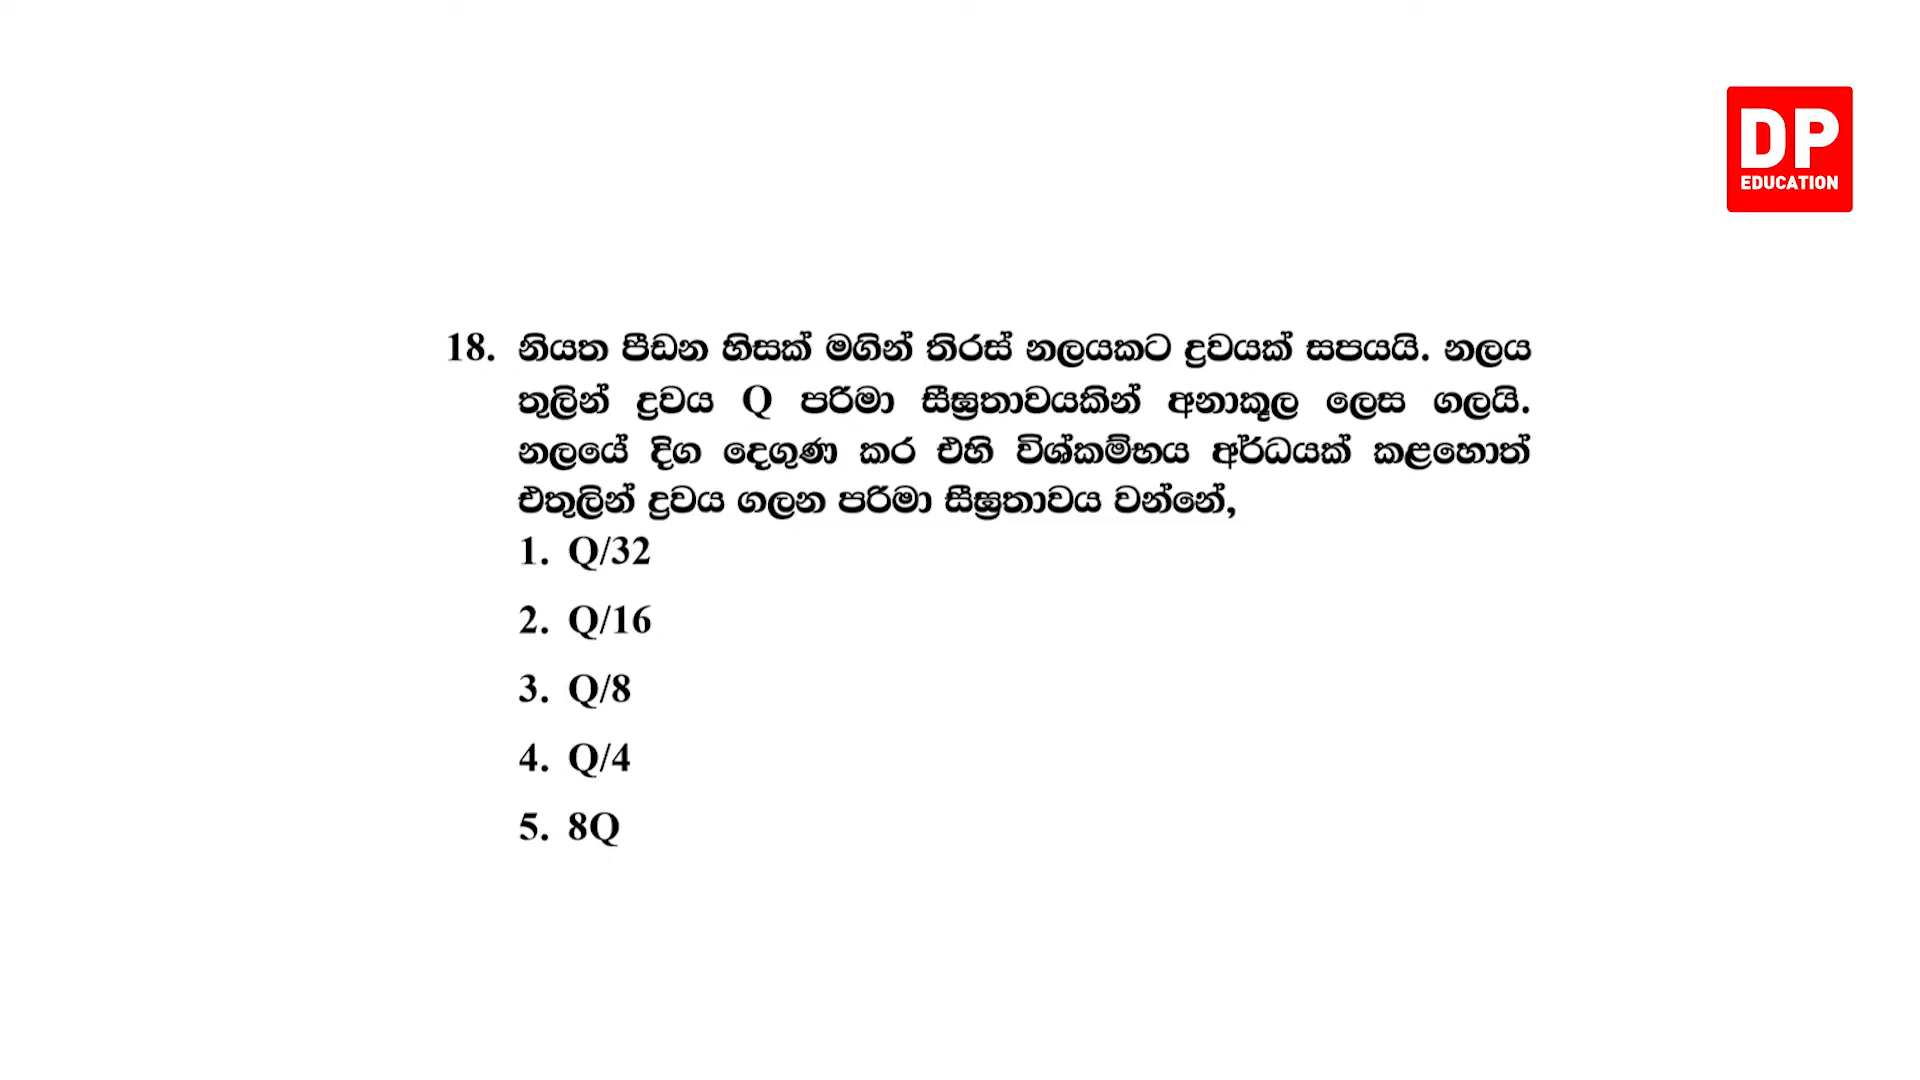 DP
EDUCATION
18. නියත පීඩන හිසක් මගින් තිරස් නලයකට ද්‍රවයක් සපයයි. නලය
තුලින් ද්‍රවය Q පරිමා සීඝ්‍රතාවයකින් අනාකූල ලෙස ගලයි.
නලයේ දිග දෙගුණ කර එහි විශ්කම්භය අර්ධයක් කළහොත්
එතුලින් ද්‍රවය ගලන පරිමා සීඝ්‍රතාවය වන්නේ,
1. Q/32
2. Q/16
3. Q/8
4. Q/4
5. 8Q